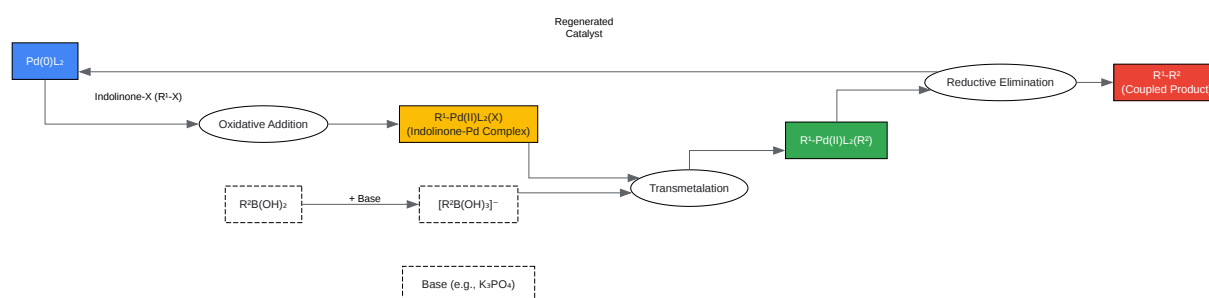 Regenerated
Catalyst
Pd(0)L₂
Indolinone-X (R¹-X)
Oxidative Addition
R¹-Pd(II)L₂(X)
(Indolinone-Pd Complex)
R²B(OH)₂
+ Base
[R²B(OH)₃]⁻
Transmetalation
R¹-Pd(II)L₂(R²)
Reductive Elimination
R¹-R²
(Coupled Product
Base (e.g., K₃PO₄)